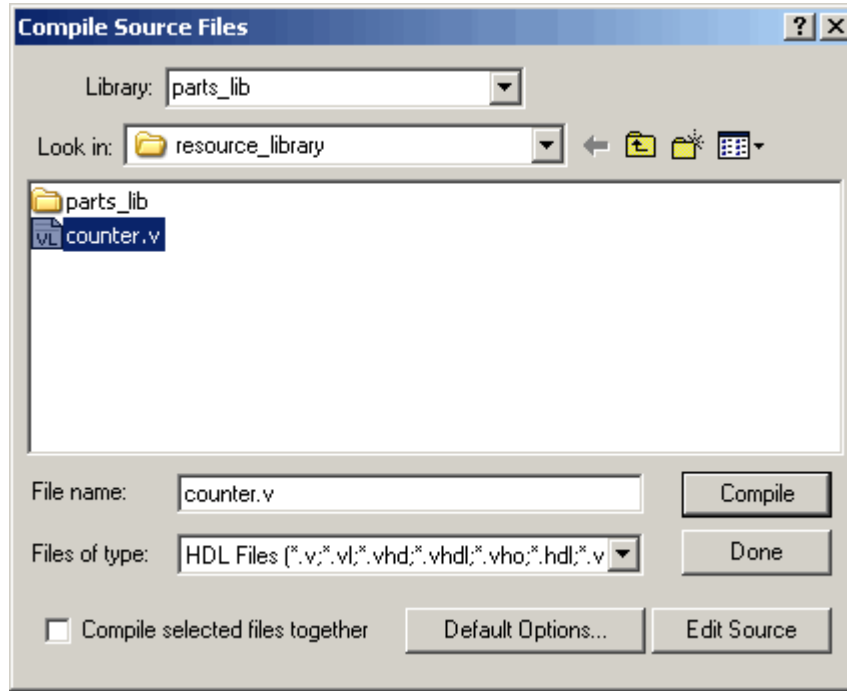 Compile Source Files
Library: parts_lib
Look in: resource_library
parts_lib
VL counter.v
File name: counter.v Compile
Files of type: HDL Files (*.v;*.vl;*.vhd;*.vhdl;*.vho;*.hdl;*.v Done
Compile selected files together Default Options... Edit Source